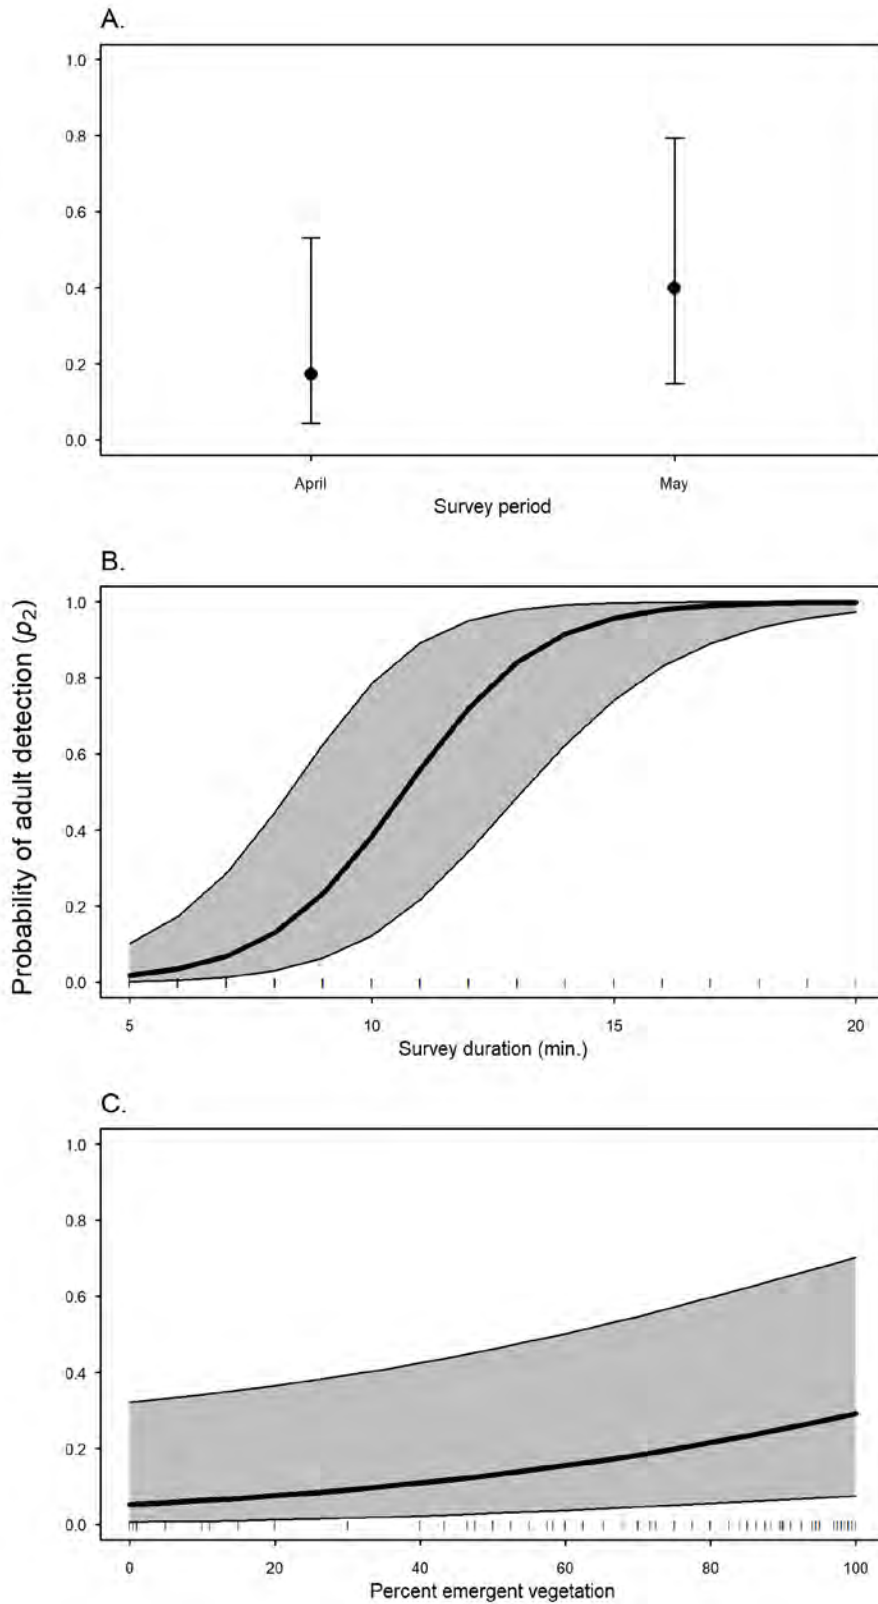 A.
1.0
0.8
0.6
0.4
0.2
0.0
April May
Survey period
Probability of adult detection (p2)
B.
1.0
0.8
0.6
0.4
0.2
0.0
5 10 15 20
Survey duration (min.)
C.
1.0
0.8
0.6
0.4
0.2
0.0
0 20 40 60 80 100
Percent emergent vegetation